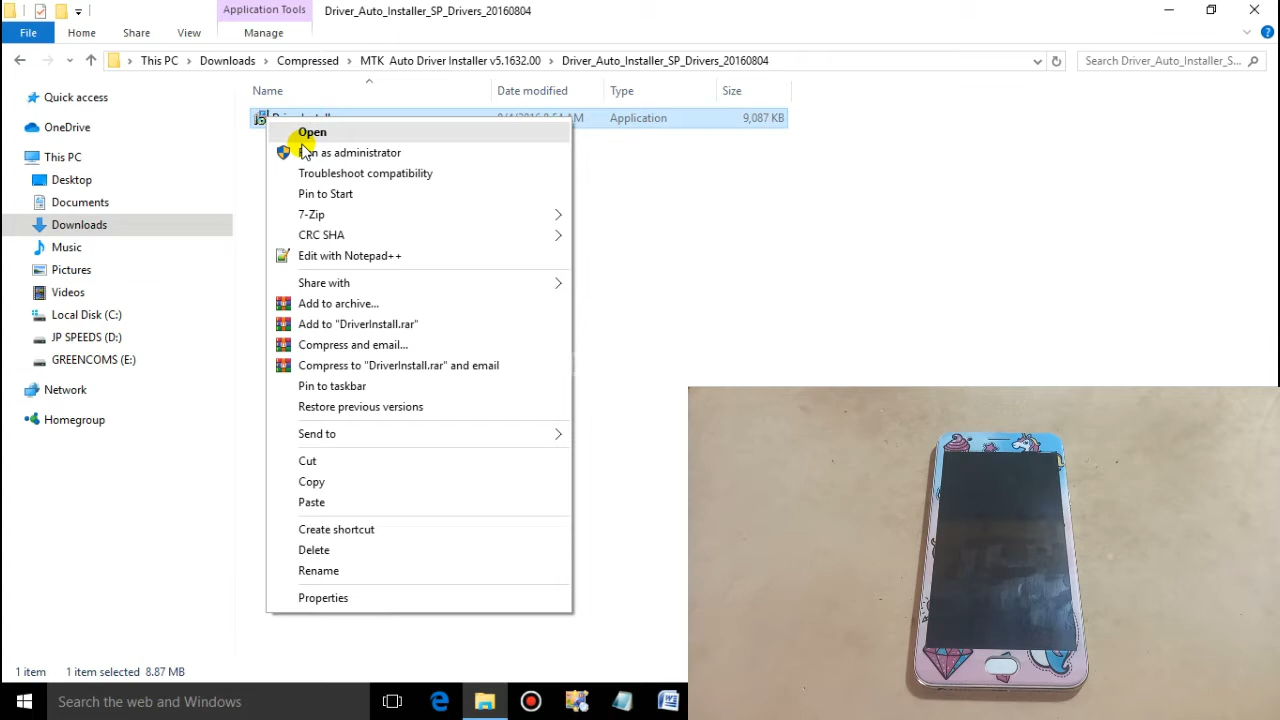 Application Tools
Driver_Auto_Installer_SP_Drivers_20160804
File
Home
Share
View
Manage
This PC
Downloads
Compressed
MTK Auto Driver Installer v5.1632.00
Driver_Auto_Installer_SP_Drivers_20160804
Search Driver_Auto_Installer_S...
Name
Date modified
Type
Size
Application
9,087 KB
Quick access
OneDrive
This PC
Desktop
Documents
Downloads
Music
Pictures
Videos
Local Disk (C:)
JP SPEEDS (D:)
GREENCOMS (E:)
Network
Homegroup
Open
as administrator
Troubleshoot compatibility
Pin to Start
7-Zip
CRC SHA
Edit with Notepad++
Share with
Add to archive...
Add to "DriverInstall.rar"
Compress and email...
Compress to "DriverInstall.rar" and email
Pin to taskbar
Restore previous versions
Send to
Cut
Copy
Paste
Create shortcut
Delete
Rename
Properties
1 item
1 item selected 8.87 MB
Search the web and Windows